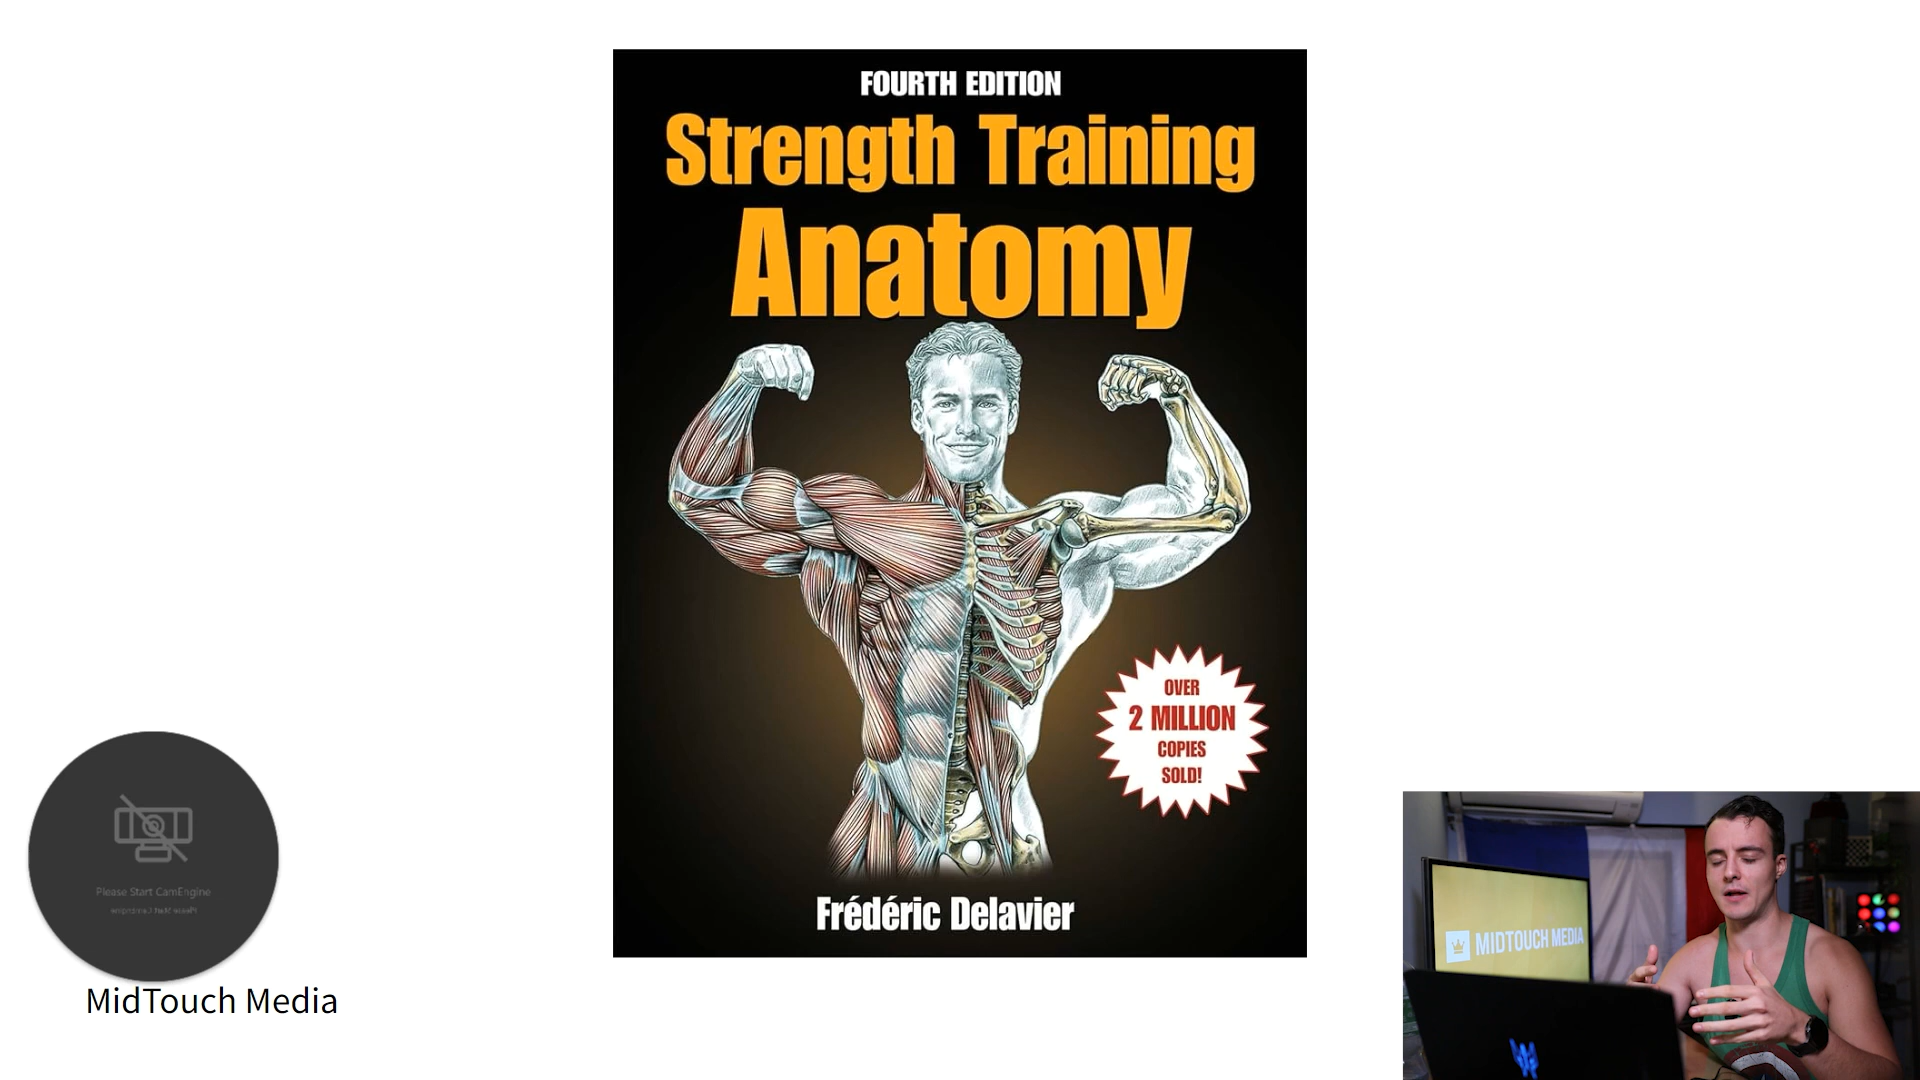 FOURTH EDITION
Strength Training
Anatomy
OVER
2 MILLION
COPIES
SOLD!
Frédéric Delavier
Please Start CamEngine
MidTouch Media
MIDTOUCH MEDIA